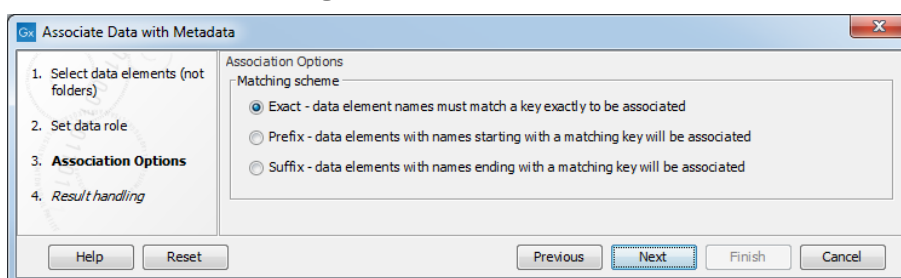 Gx Associate Data with Metadata
1. Select data elements (not
folders)
2. Set data role
3. Association Options
4. Result handling
Association Options
Matching scheme
Exact - data element names must match a key exactly to be associated
Prefix - data elements with names starting with a matching key will be associated
Suffix - data elements with names ending with a matching key will be associated
Help Reset Previous Next Finish Cancel